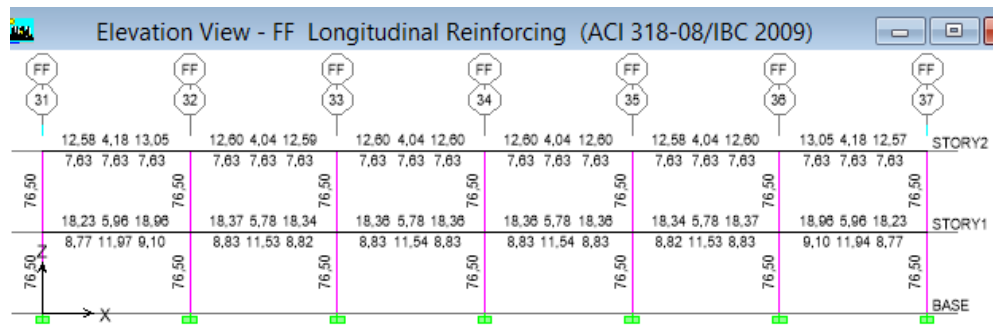 Elevation View - FF Longitudinal Reinforcing (ACI 318-08/IBC 2009)
FF FF FF FF FF FF FF
31 32 33 34 35 36 37
12,58 4,18 13,05 12,60 4,04 12,59 12,60 4,04 12,60 12,60 4,04 12,60 12,58 4,04 12,60 13,05 4,18 12,57 STORY2
7,63 7,63 7,63 7,63 7,63 7,63 7,63 7,63 7,63 7,63 7,63 7,63 7,63 7,63 7,63 7,63 7,63 7,63
76,50 76,50 76,50 76,50 76,50 76,50 76,50
18,23 5,96 18,96 18,37 5,78 18,34 18,36 5,78 18,36 18,36 5,78 18,36 18,34 5,78 18,37 18,96 5,96 18,23 STORY1
8,77 11,97 9,10 8,83 11,53 8,82 8,83 11,54 8,83 8,83 11,54 8,83 8,82 11,53 8,83 9,10 11,94 8,77
Z
76,50 76,50 76,50 76,50 76,50 76,50 76,50
X
BASE